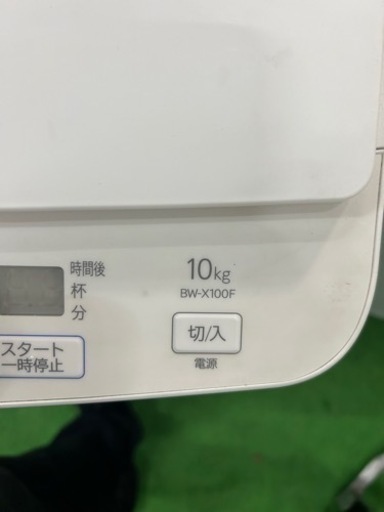 時間後
杯
分
スタート
一時停止
10kg
BW-X100F
切/入
電源